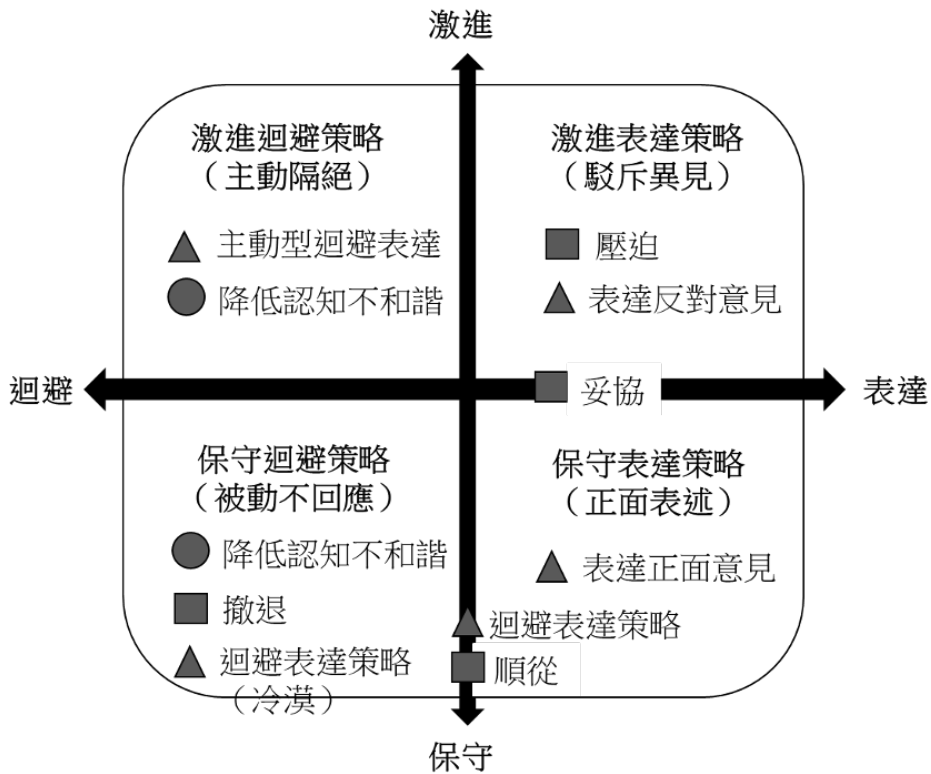 激進
激進迴避策略
（主動隔絕）
主動型迴避表達
降低認知不和諧
激進表達策略
（駁斥異見）
壓迫
表達反對意見
迴避
妥協
表達
保守迴避策略
（被動不回應）
降低認知不和諧
撤退
迴避表達策略
（冷漠）
保守表達策略
（正面表述）
表達正面意見
迴避表達策略
順從
保守